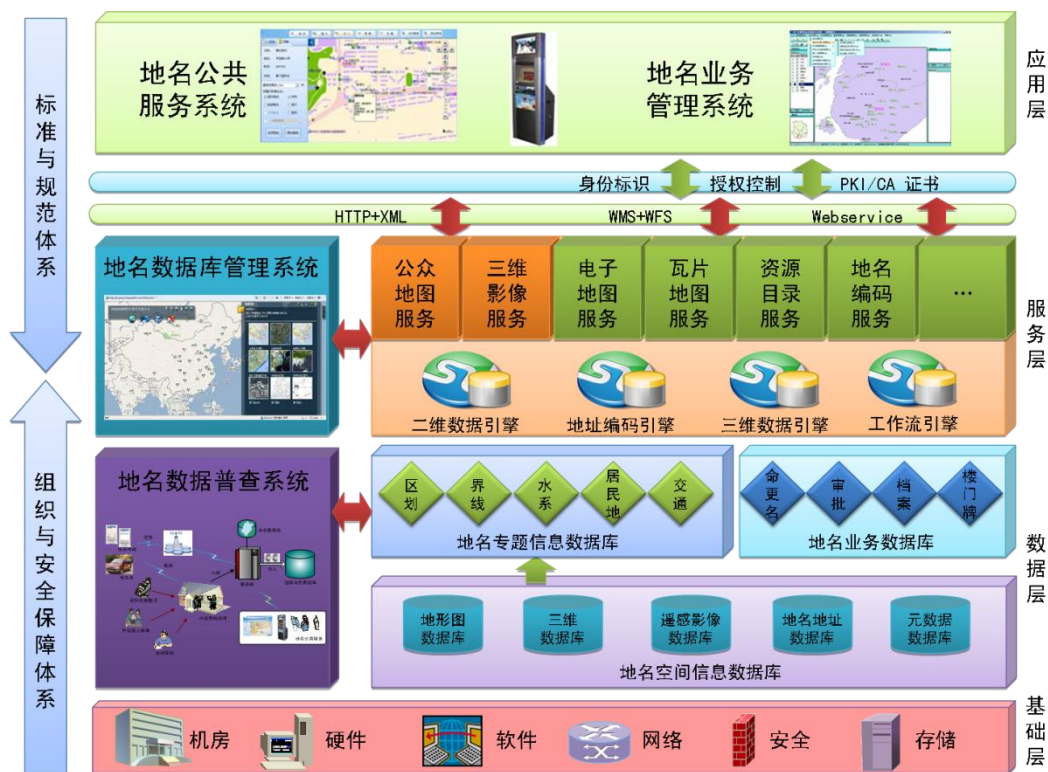 地名公共
服务系统
地名业务
管理系统
应用层
标准与规范体系
身份标识
授权控制
PKI/CA 证书
HTTP+XML
WMS+WFS
Webservice
地名数据库管理系统
公众
地图
服务
三维
影像
服务
电子
地图
服务
瓦片
地图
服务
资源
目录
服务
地名
编码
服务
…
服务层
二维数据引擎
地址编码引擎
三维数据引擎
工作流引擎
组织与安全保障体系
地名数据普查系统
区划
界线
水系
居民地
交通
地名专题信息数据库
命更名
审批
档案
楼门牌
地名业务数据库
数据层
地形图
数据库
三维
数据库
遥感影像
数据库
地名地址
数据库
元数据
数据库
地名空间信息数据库
机房
硬件
软件
网络
安全
存储
基础层